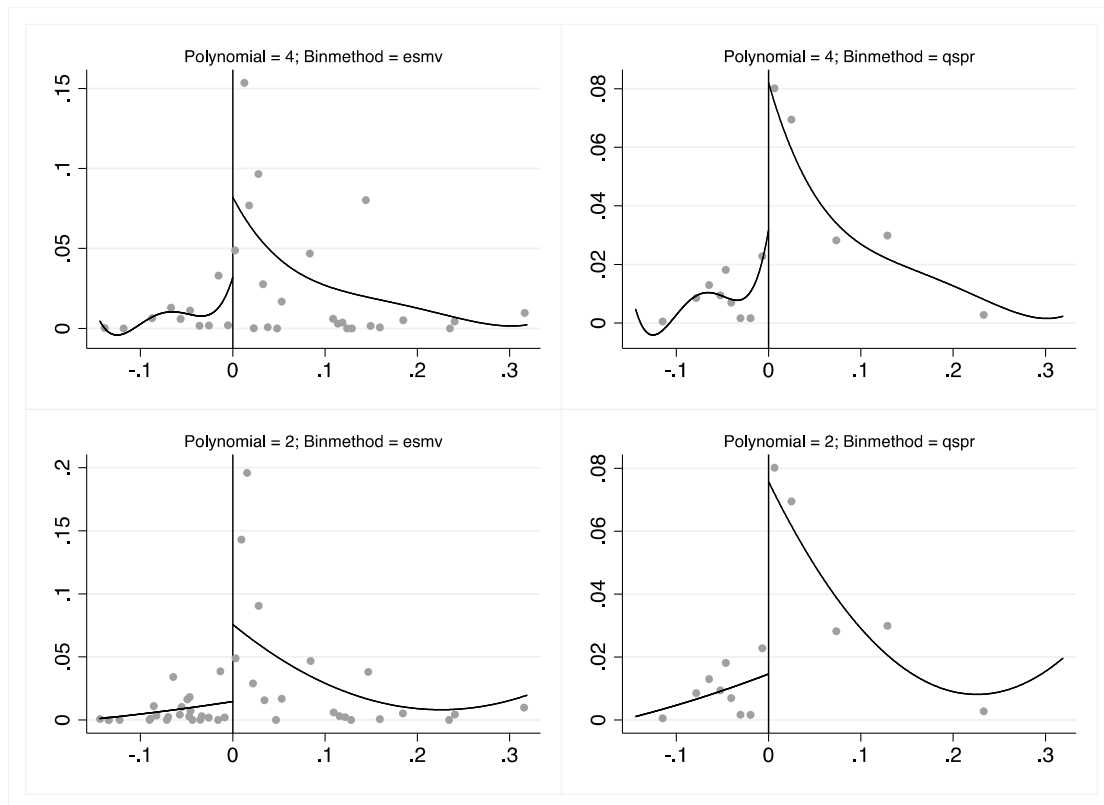 Polynomial = 4; Binmethod = esmv
.15
.1
.05
0
-.1 0 .1 .2 .3
Polynomial = 4; Binmethod = qspr
.08
.06
.04
.02
0
-.1 0 .1 .2 .3
Polynomial = 2; Binmethod = esmv
.2
.15
.1
.05
0
-.1 0 .1 .2 .3
Polynomial = 2; Binmethod = qspr
.08
.06
.04
.02
0
-.1 0 .1 .2 .3